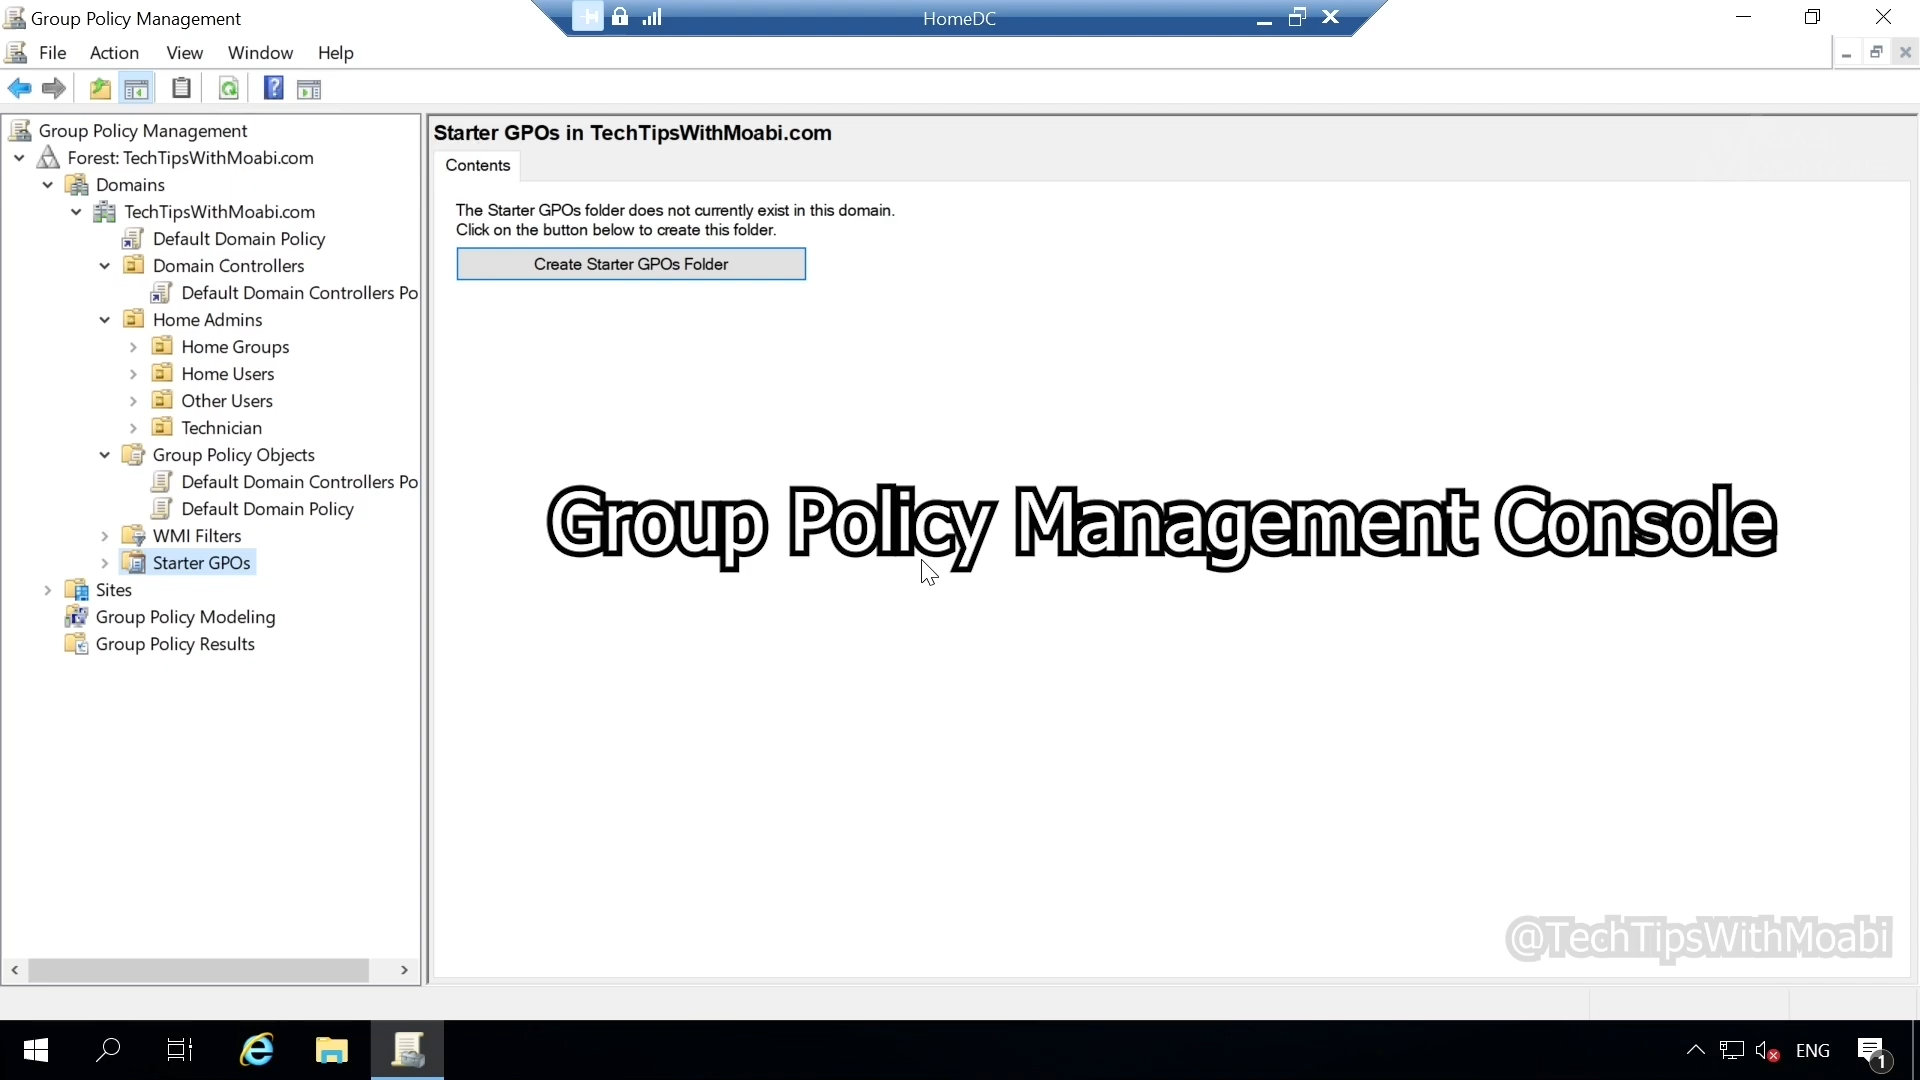 Group Policy Management
HomeDC
File Action View Window Help
Group Policy Management
Forest: TechTipsWithMoabi.com
Domains
TechTipsWithMoabi.com
Default Domain Policy
Domain Controllers
Default Domain Controllers Po
Home Admins
Home Groups
Home Users
Other Users
Technician
Group Policy Objects
Default Domain Controllers Po
Default Domain Policy
WMI Filters
Starter GPOs
Sites
Group Policy Modeling
Group Policy Results
Starter GPOs in TechTipsWithMoabi.com
Contents
The Starter GPOs folder does not currently exist in this domain.
Click on the button below to create this folder.
Create Starter GPOs Folder
Group Policy Management Console
@TechTipsWithMoabi
ENG
1